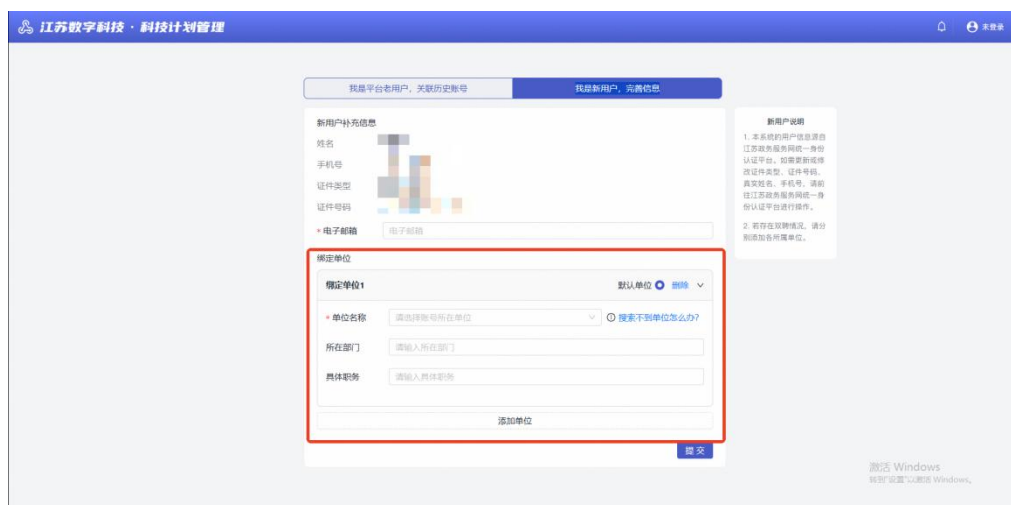 江苏数字科技·科技计划管理
未登录
我是平台老用户，关联历史账号
我是新用户，完善信息
新用户补充信息
姓名
手机号
证件类型
证件号码
* 电子邮箱
电子邮箱
绑定单位
绑定单位1
默认单位
删除
* 单位名称
请选择账号所在单位
搜索不到单位怎么办?
所在部门
请输入所在部门
具体职务
请输入具体职务
添加单位
提交
新用户说明
1. 本系统的用户信息源自
江苏政务服务网统一身份
认证平台。如需更新或修
改证件类型、证件号码、
真实姓名、手机号，请前
往江苏政务服务网统一身
份认证平台进行操作。
2. 若存在双聘情况，请分
别添加各所属单位。
激活 Windows
转到"设置"以激活 Windows。